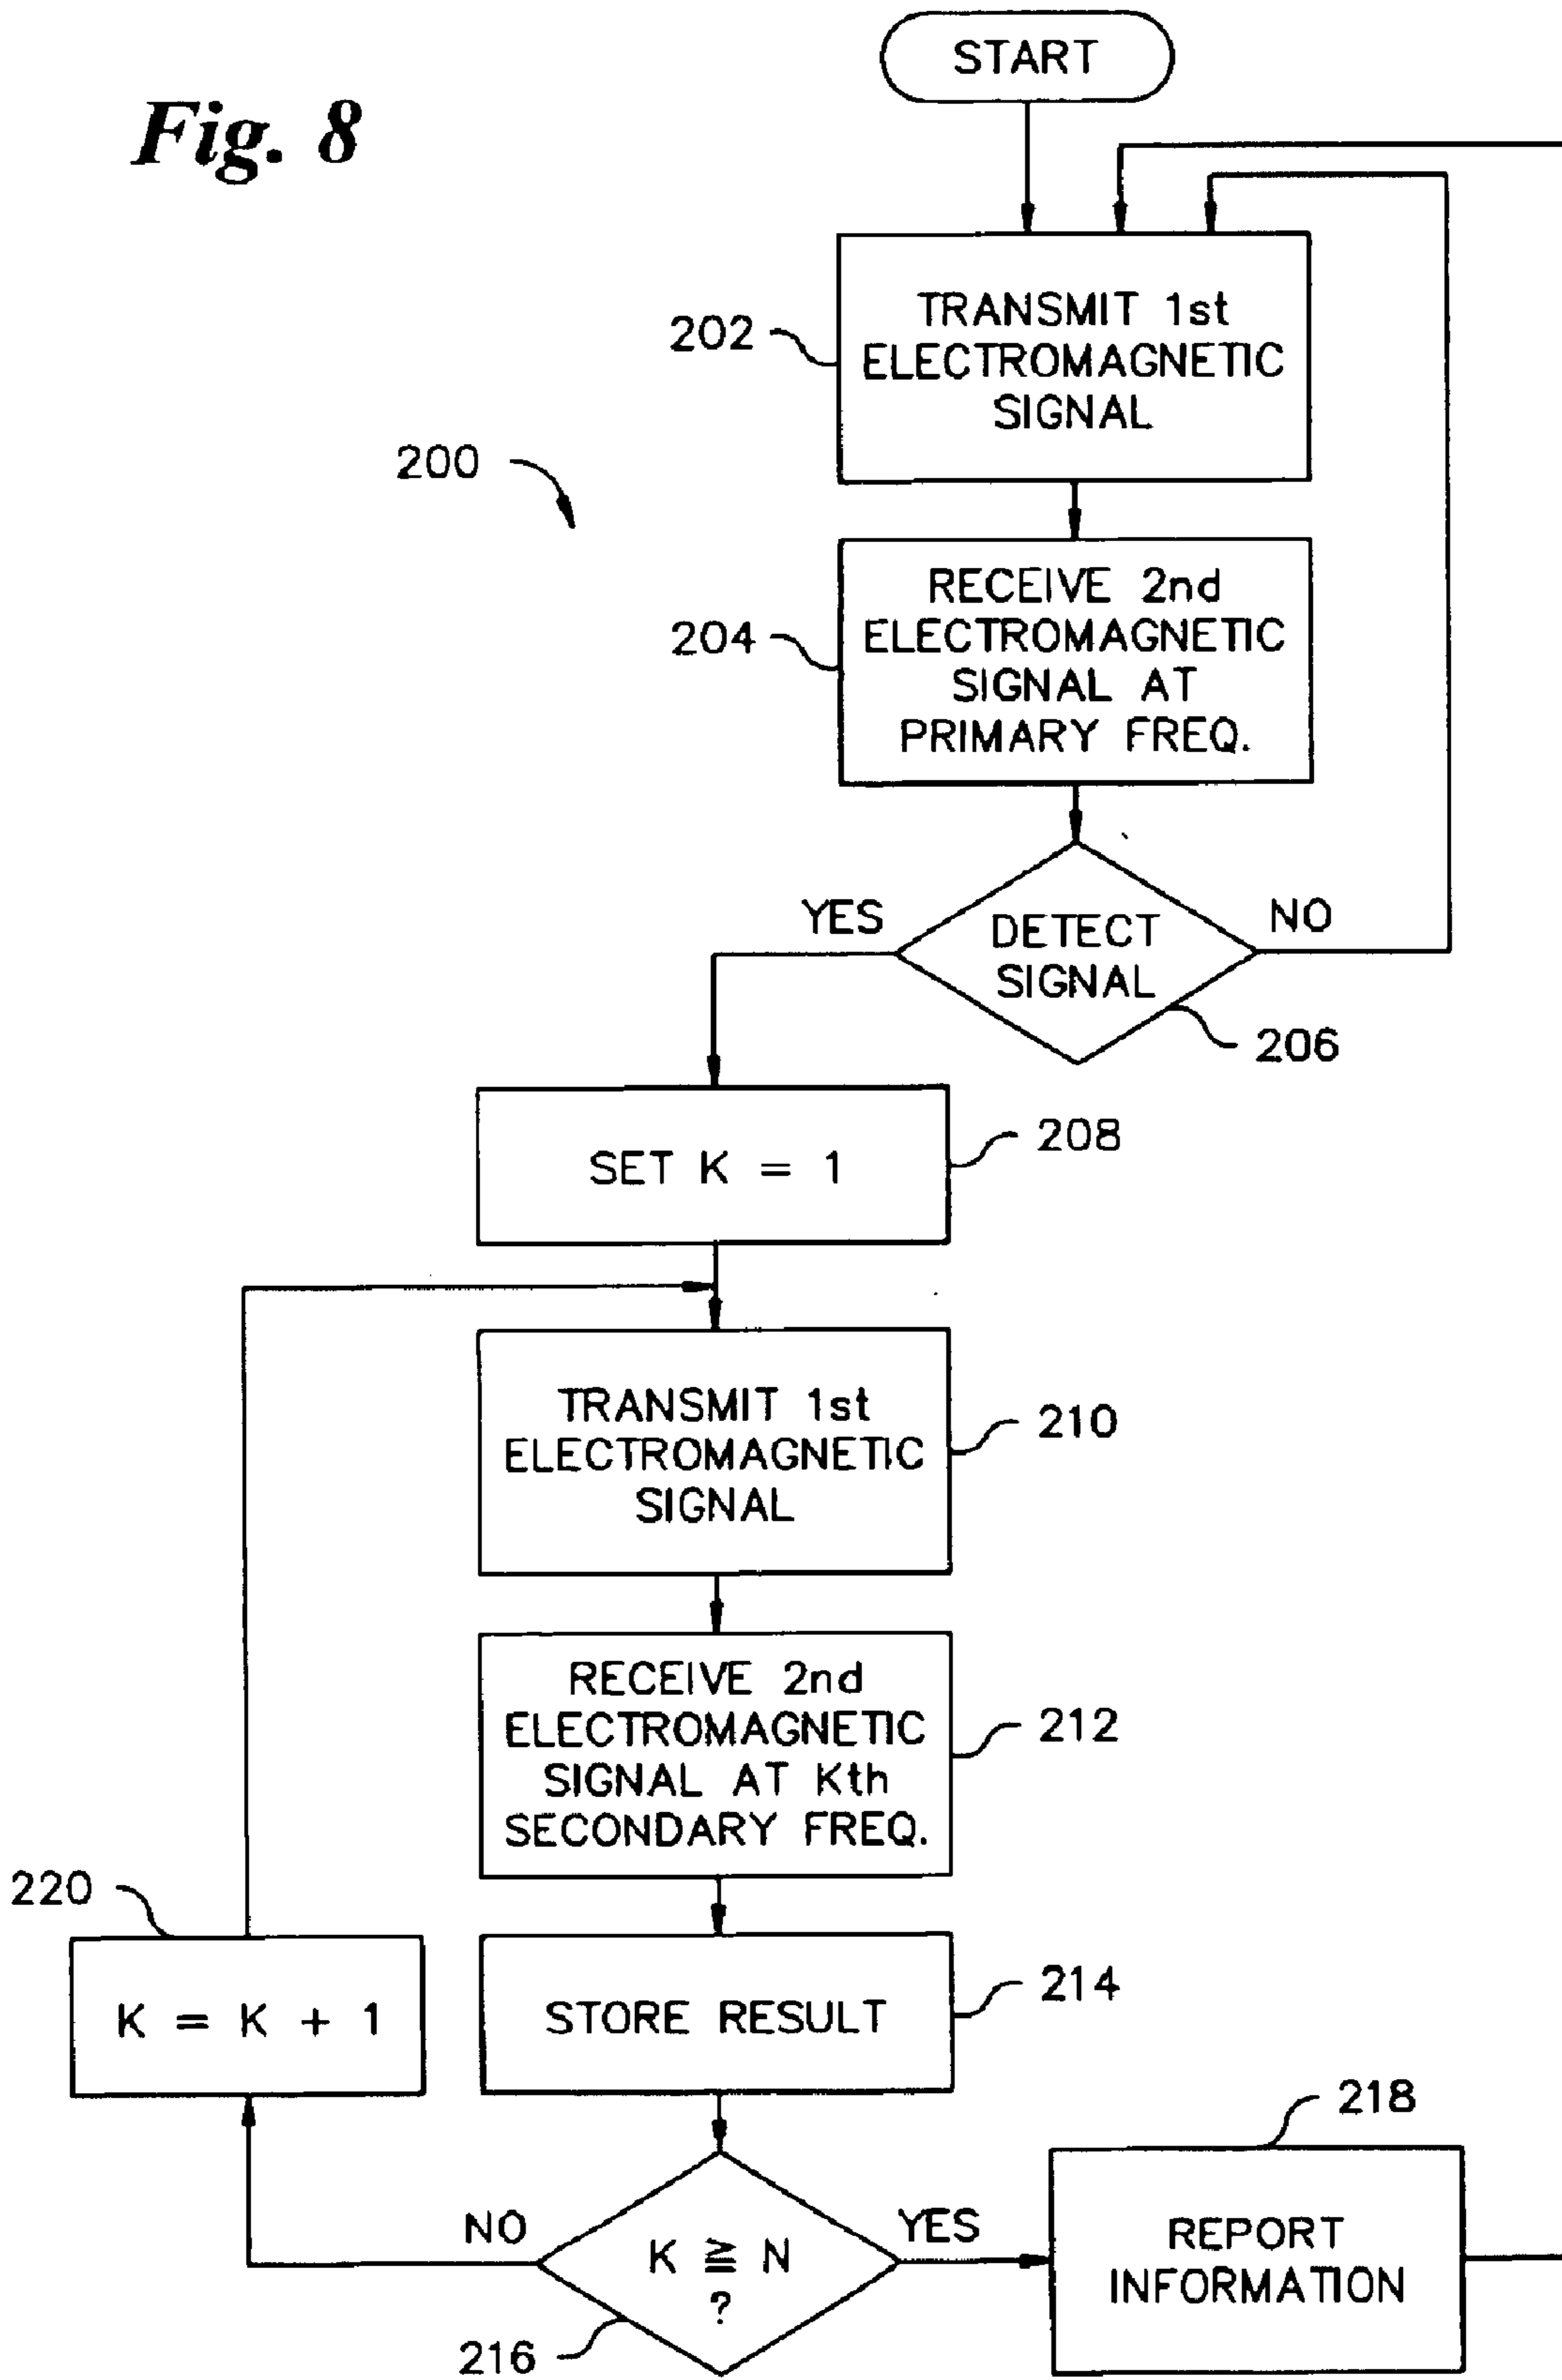 Fig. 8
START
202
TRANSMIT 1st
ELECTROMAGNETIC
SIGNAL
200
204
RECEIVE 2nd
ELECTROMAGNETIC
SIGNAL AT
PRIMARY FREQ.
YES
DETECT
SIGNAL
NO
206
SET K = 1
208
TRANSMIT 1st
ELECTROMAGNETIC
SIGNAL
210
RECEIVE 2nd
ELECTROMAGNETIC
SIGNAL AT Kth
SECONDARY FREQ.
212
220
K = K + 1
STORE RESULT
214
NO
K ≧ N
?
YES
216
218
REPORT
INFORMATION